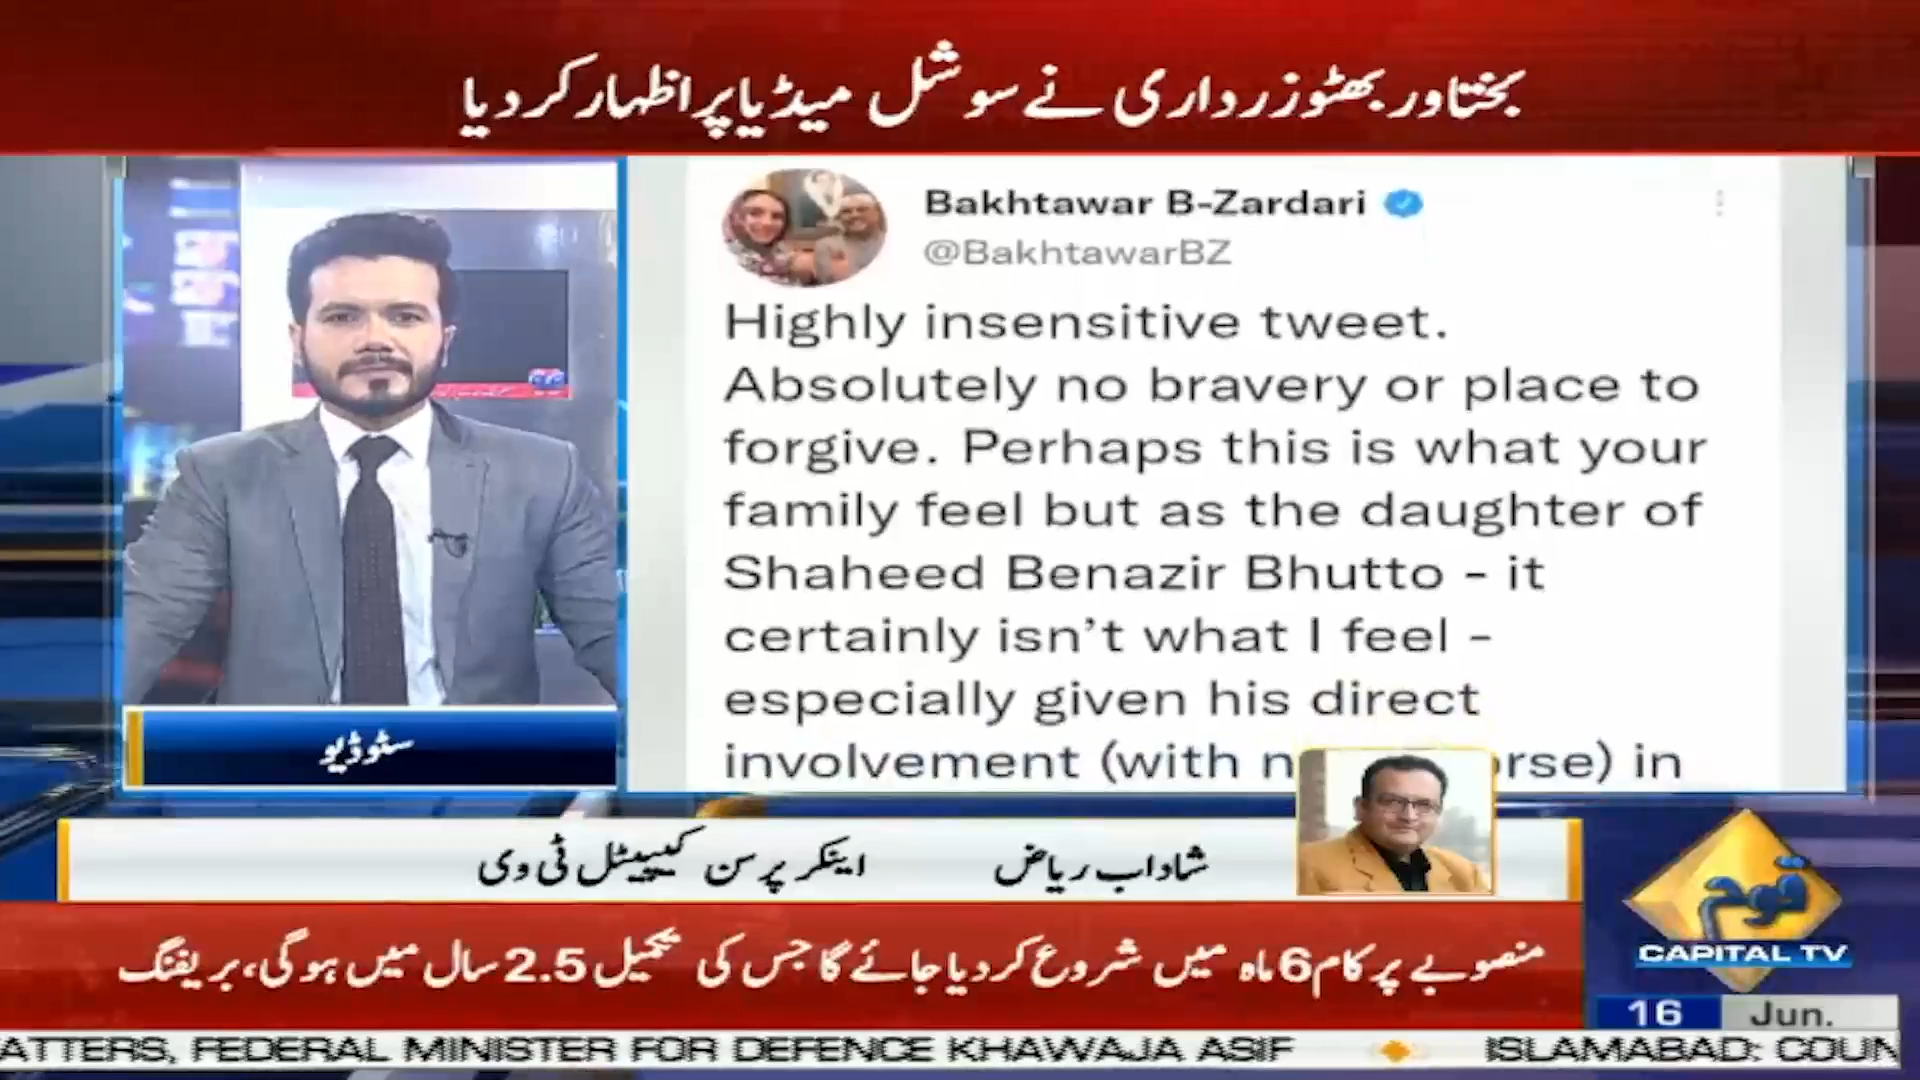 بختاور بھٹو زرداری نے سوشل میڈیا پر اظہار کر دیا
Bakhtawar B-Zardari
@BakhtawarBZ
Highly insensitive tweet.
Absolutely no bravery or place to
forgive. Perhaps this is what your
family feel but as the daughter of
Shaheed Benazir Bhutto - it
certainly isn't what I feel -
especially given his direct
involvement (with n rse) in
سٹوڈیو
شاداب ریاض اینکر پرسن کیپیٹل ٹی وی
منصوبے پر کام 6 ماہ میں شروع کر دیا جائے گا جس کی تکمیل 2.5 سال میں ہوگی، بریفنگ
CAPITAL TV
16 Jun.
ATTERS, FEDERAL MINISTER FOR DEFENCE KHAWAJA ASIF ISLAMABAD: COUN